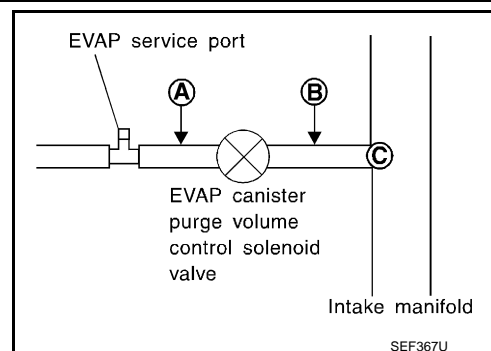 EVAP service port
A
B
C
EVAP canister
purge volume
control solenoid
valve
Intake manifold
SEF367U